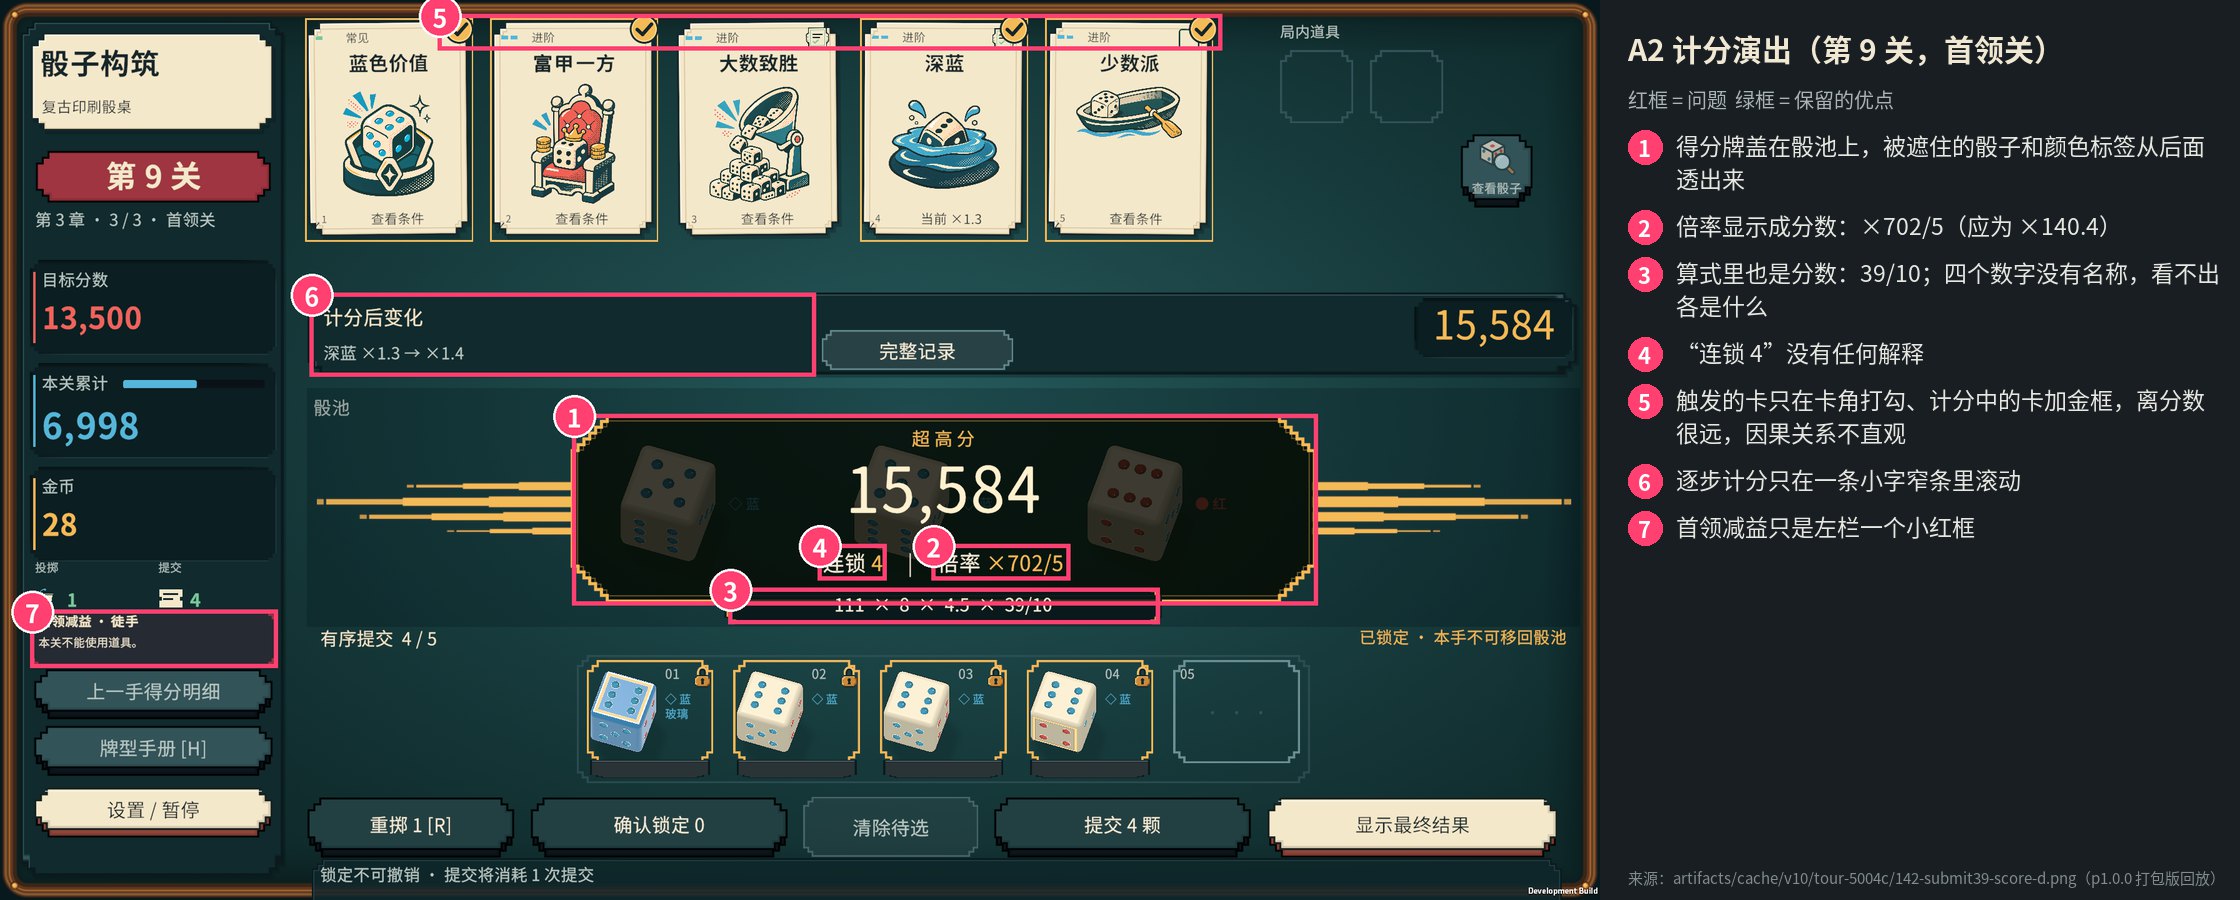 骰子构筑
复古印刷骰桌
第 9 关
第 3 章 · 3 / 3 · 首领关
目标分数
13,500
本关累计
6,998
金币
28
投掷
提交
1
4
7
领减益 · 徒手
本关不能使用道具。
上一手得分明细
牌型手册 [H]
设置 / 暂停
5
常见
蓝色价值
1
查看条件
进阶
富甲一方
2
查看条件
进阶
大数致胜
3
查看条件
进阶
深蓝
4
当前 ×1.3
进阶
少数派
5
查看条件
局内道具
查看骰子
6
计分后变化
深蓝 ×1.3 → ×1.4
完整记录
15,584
骰池
1
超高分
15,584
◇ 蓝
红
4
连锁 4
2
倍率 ×702/5
3
111 × 8 × 4.5 × 39/10
有序提交 4 / 5
已锁定 · 本手不可移回骰池
01
◇ 蓝
玻璃
02
◇ 蓝
03
◇ 蓝
04
◇ 蓝
05
重掷 1 [R]
确认锁定 0
清除待选
提交 4 颗
显示最终结果
锁定不可撤销 · 提交将消耗 1 次提交
Development Build
A2 计分演出（第 9 关，首领关）
红框 = 问题 绿框 = 保留的优点
1 得分牌盖在骰池上，被遮住的骰子和颜色标签从后面
透出来
2 倍率显示成分数：×702/5（应为 ×140.4）
3 算式里也是分数：39/10；四个数字没有名称，看不出
各是什么
4 “连锁 4”没有任何解释
5 触发的卡只在卡角打勾、计分中的卡加金框，离分数
很远，因果关系不直观
6 逐步计分只在一条小字窄条里滚动
7 首领减益只是左栏一个小红框
来源：artifacts/cache/v10/tour-5004c/142-submit39-score-d.png（p1.0.0 打包版回放）